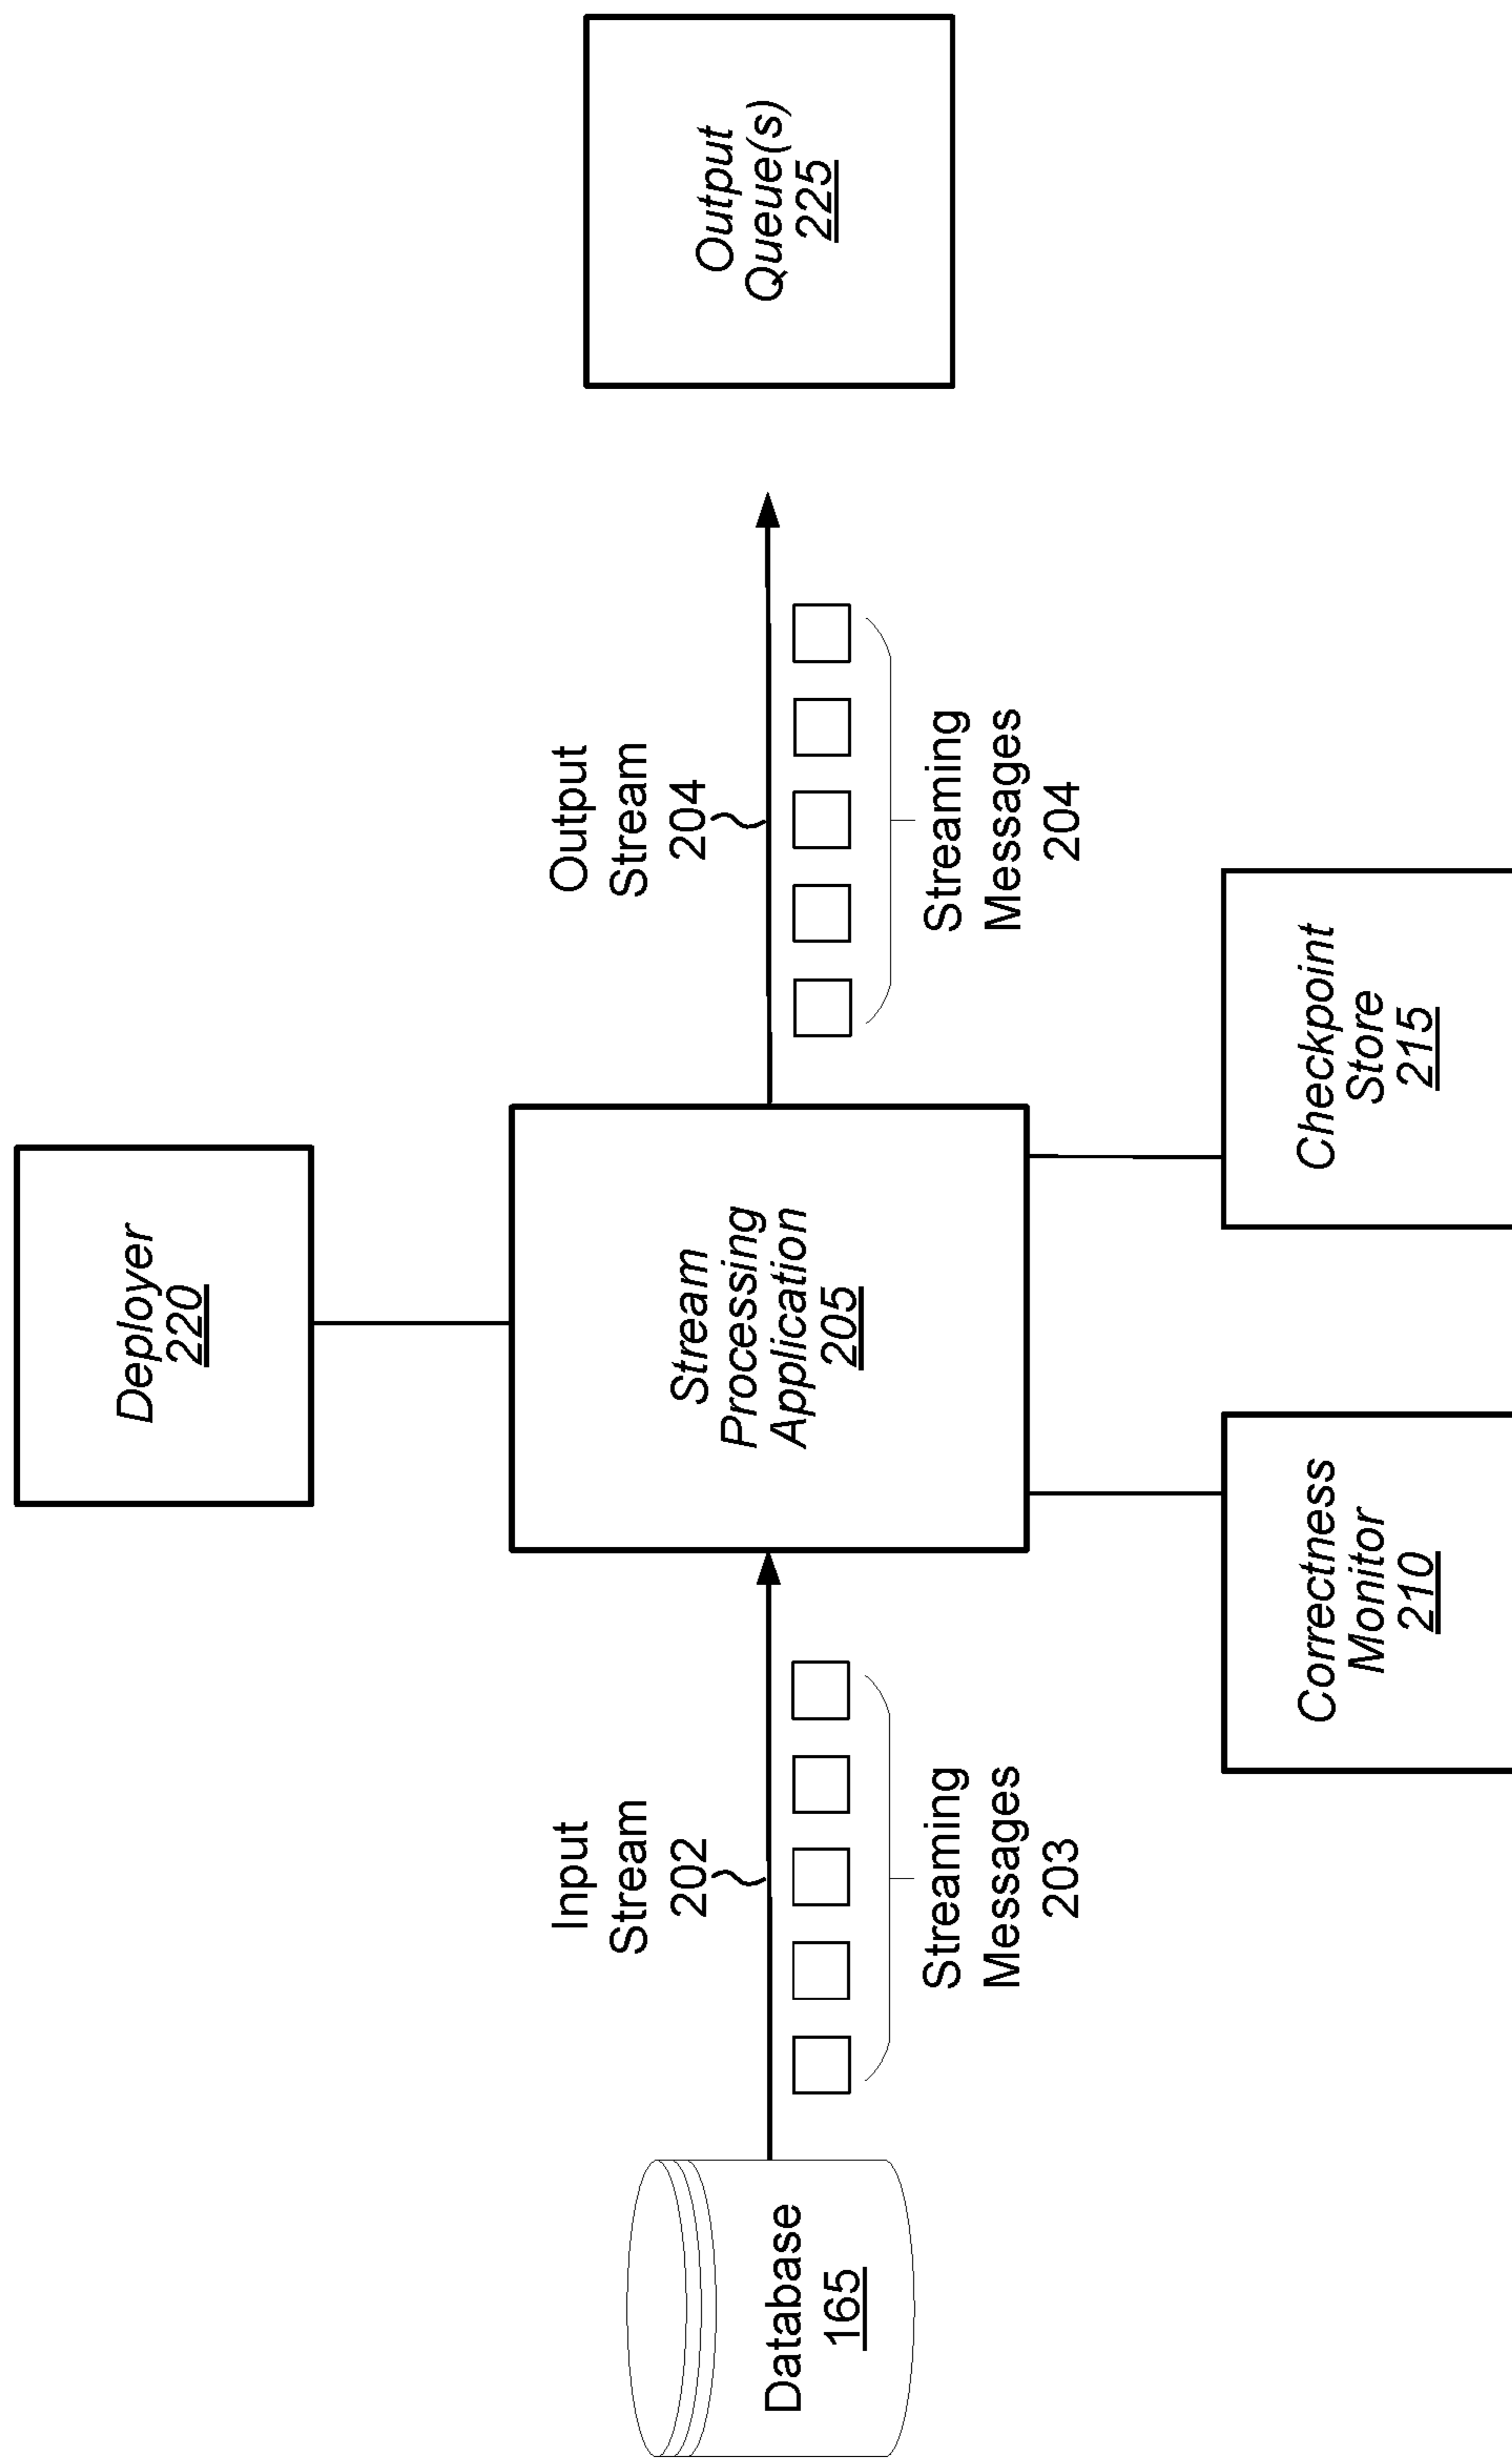 Deployer
220
Input
Stream
202
Output
Stream
204
Database
165
Stream
Processing
Application
205
Output
Queue(s)
225
Streaming
Messages
203
Streaming
Messages
204
Correctness
Monitor
210
Checkpoint
Store
215